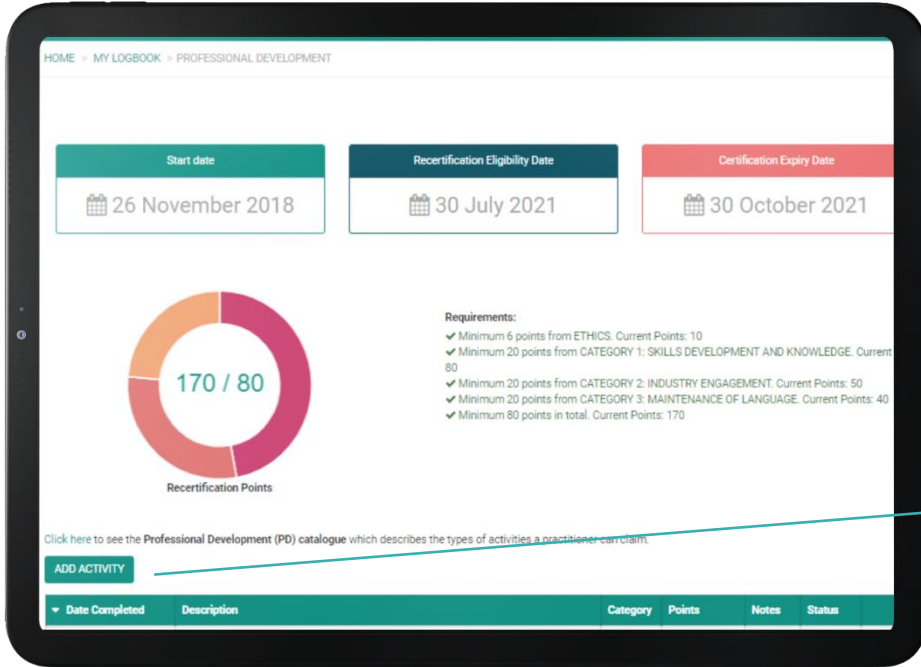 HOME > MY LOGBOOK > PROFESSIONAL DEVELOPMENT
Start date
26 November 2018
Recertification Eligibility Date
30 July 2021
Certification Expiry Date
30 October 2021
170 / 80
Recertification Points
Requirements:
✔ Minimum 6 points from ETHICS. Current Points: 10
✔ Minimum 20 points from CATEGORY 1: SKILLS DEVELOPMENT AND KNOWLEDGE. Current
80
✔ Minimum 20 points from CATEGORY 2: INDUSTRY ENGAGEMENT. Current Points: 50
✔ Minimum 20 points from CATEGORY 3: MAINTENANCE OF LANGUAGE. Current Points: 40
✔ Minimum 80 points in total. Current Points: 170
Click here to see the Professional Development (PD) catalogue which describes the types of activities a practitioner can claim.
ADD ACTIVITY
Date Completed Description Category Points Notes Status